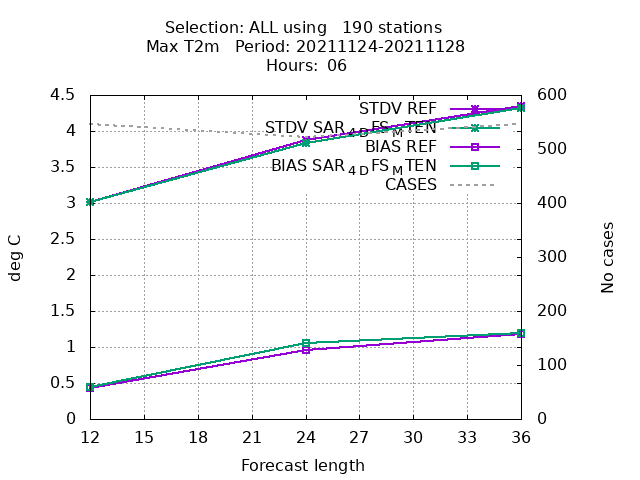 Selection: ALL using 190 stations
Max T2m Period: 20211124-20211128
Hours: 06
4.5
4
3.5
3
2.5
2
1.5
1
0.5
0
deg C
STDV REF
STDV SAR4DFSMTEN
BIAS REF
BIAS SAR4DFSMTEN
CASES
600
500
400
300
200
100
0
No cases
12 15 18 21 24 27 30 33 36
Forecast length